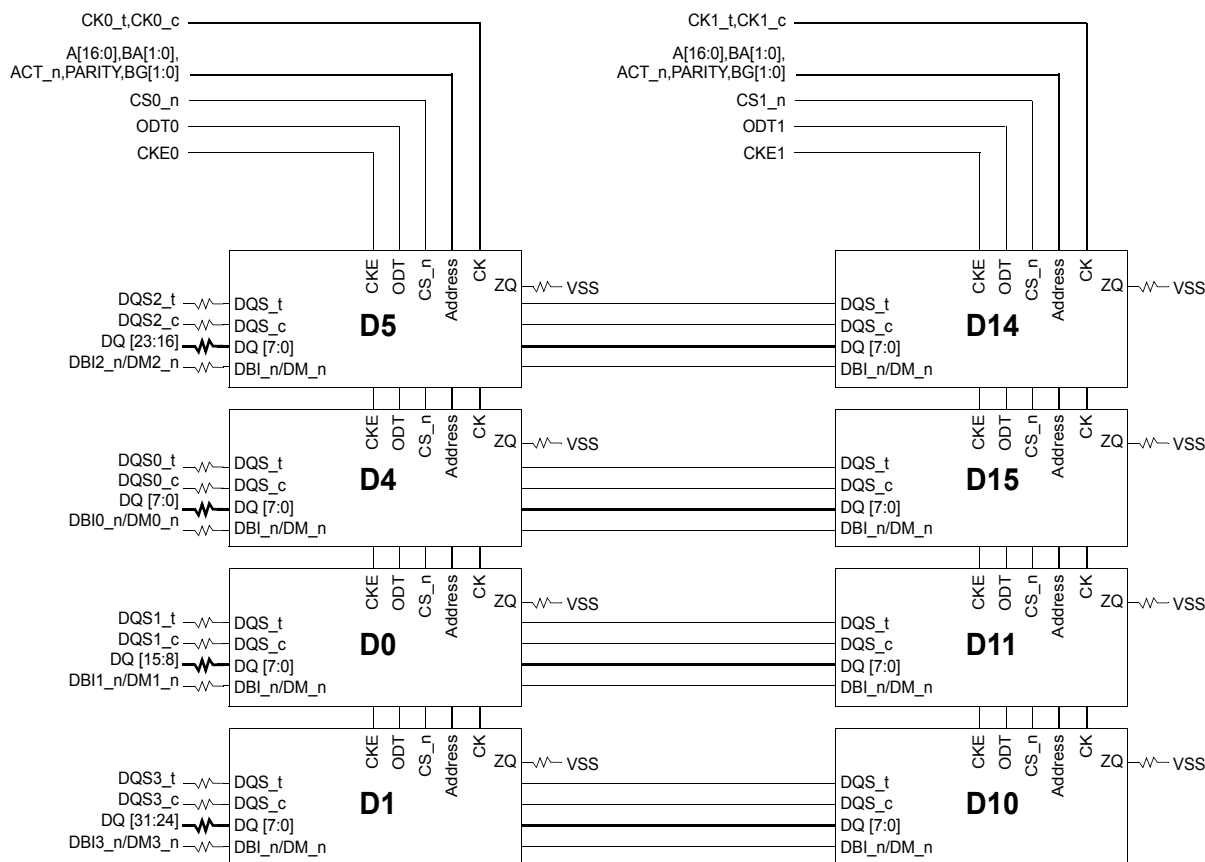 CK0_t,CK0_c
A[16:0],BA[1:0],
ACT_n,PARITY,BG[1:0]
CS0_n
ODT0
CKE0
CK1_t,CK1_c
A[16:0],BA[1:0],
ACT_n,PARITY,BG[1:0]
CS1_n
ODT1
CKE1
DQS2_t
DQS2_c
DQ [23:16]
DBI2_n/DM2_n
CKE
ODT
CS_n
Address
CK
ZQ
VSS
DQS_t
DQS_c
DQ [7:0]
DBI_n/DM_n
D5
CKE
ODT
CS_n
Address
CK
ZQ
VSS
DQS_t
DQS_c
DQ [7:0]
DBI_n/DM_n
D14
DQS0_t
DQS0_c
DQ [7:0]
DBI0_n/DM0_n
CKE
ODT
CS_n
Address
CK
ZQ
VSS
DQS_t
DQS_c
DQ [7:0]
DBI_n/DM_n
D4
CKE
ODT
CS_n
Address
CK
ZQ
VSS
DQS_t
DQS_c
DQ [7:0]
DBI_n/DM_n
D15
DQS1_t
DQS1_c
DQ [15:8]
DBI1_n/DM1_n
CKE
ODT
CS_n
Address
CK
ZQ
VSS
DQS_t
DQS_c
DQ [7:0]
DBI_n/DM_n
D0
CKE
ODT
CS_n
Address
CK
ZQ
VSS
DQS_t
DQS_c
DQ [7:0]
DBI_n/DM_n
D11
DQS3_t
DQS3_c
DQ [31:24]
DBI3_n/DM3_n
CKE
ODT
CS_n
Address
CK
ZQ
VSS
DQS_t
DQS_c
DQ [7:0]
DBI_n/DM_n
D1
CKE
ODT
CS_n
Address
CK
ZQ
VSS
DQS_t
DQS_c
DQ [7:0]
DBI_n/DM_n
D10